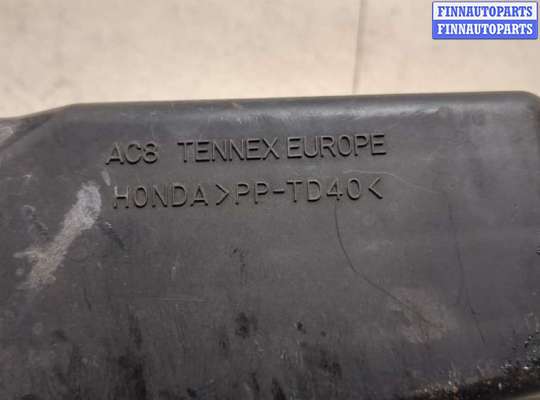 FINNAUTOPARTS
FINNAUTOPARTS
AC8 TENNEX EUROPE
HONDA >PP-TD40<